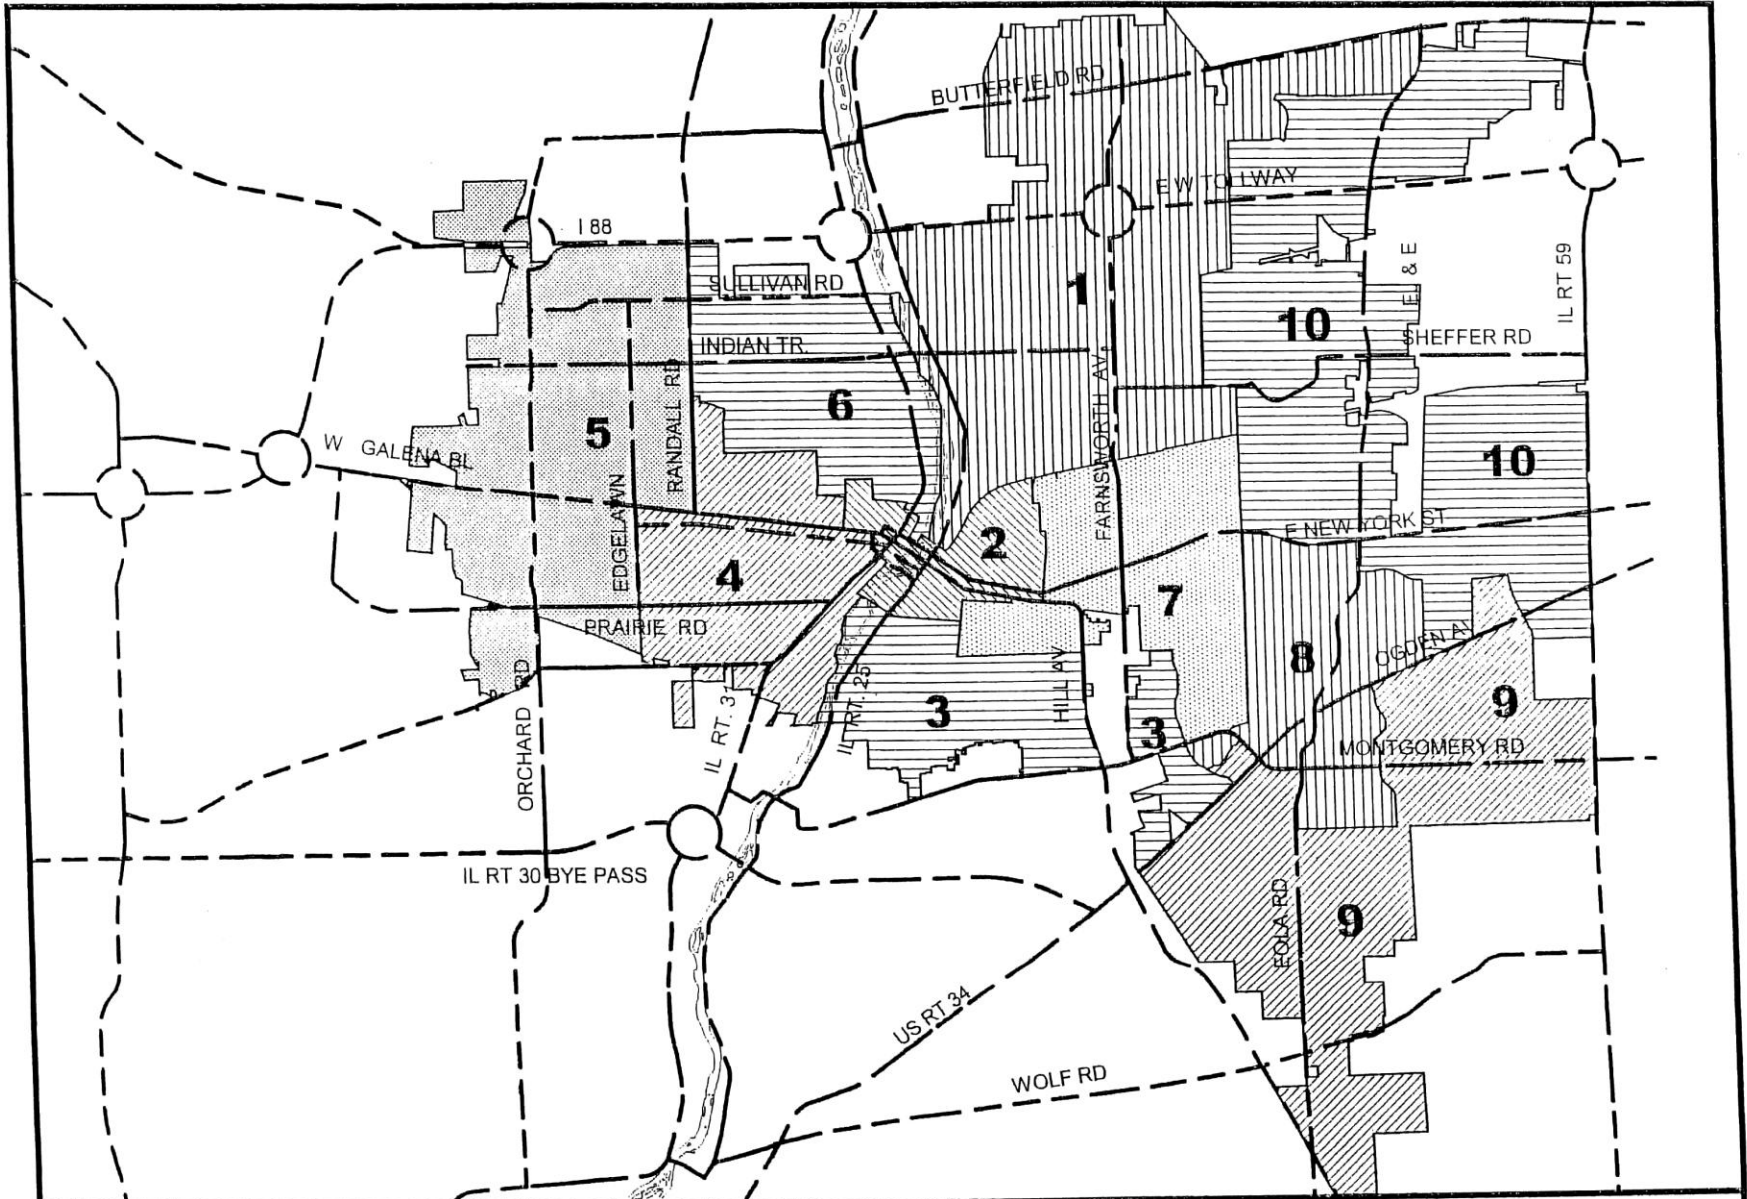 BUTTERFIELD RD
E W TOLLWAY
I 88
SULLIVAN RD
1
E & E
IL RT 59
10
SHEFFER RD
INDIAN TR.
RANDALL RD
FARNSWORTH AV.
6
5
W GALENA BL
10
EDGELAWN
E NEW YORK ST
2
4
7
PRAIRIE RD
8
OGDEN AV
HILL AV
IL RT. 25
IL RT. 31
ORCHARD RD
3
3
9
MONTGOMERY RD
IL RT 30 BYE PASS
EOLA RD
9
US RT 34
WOLF RD